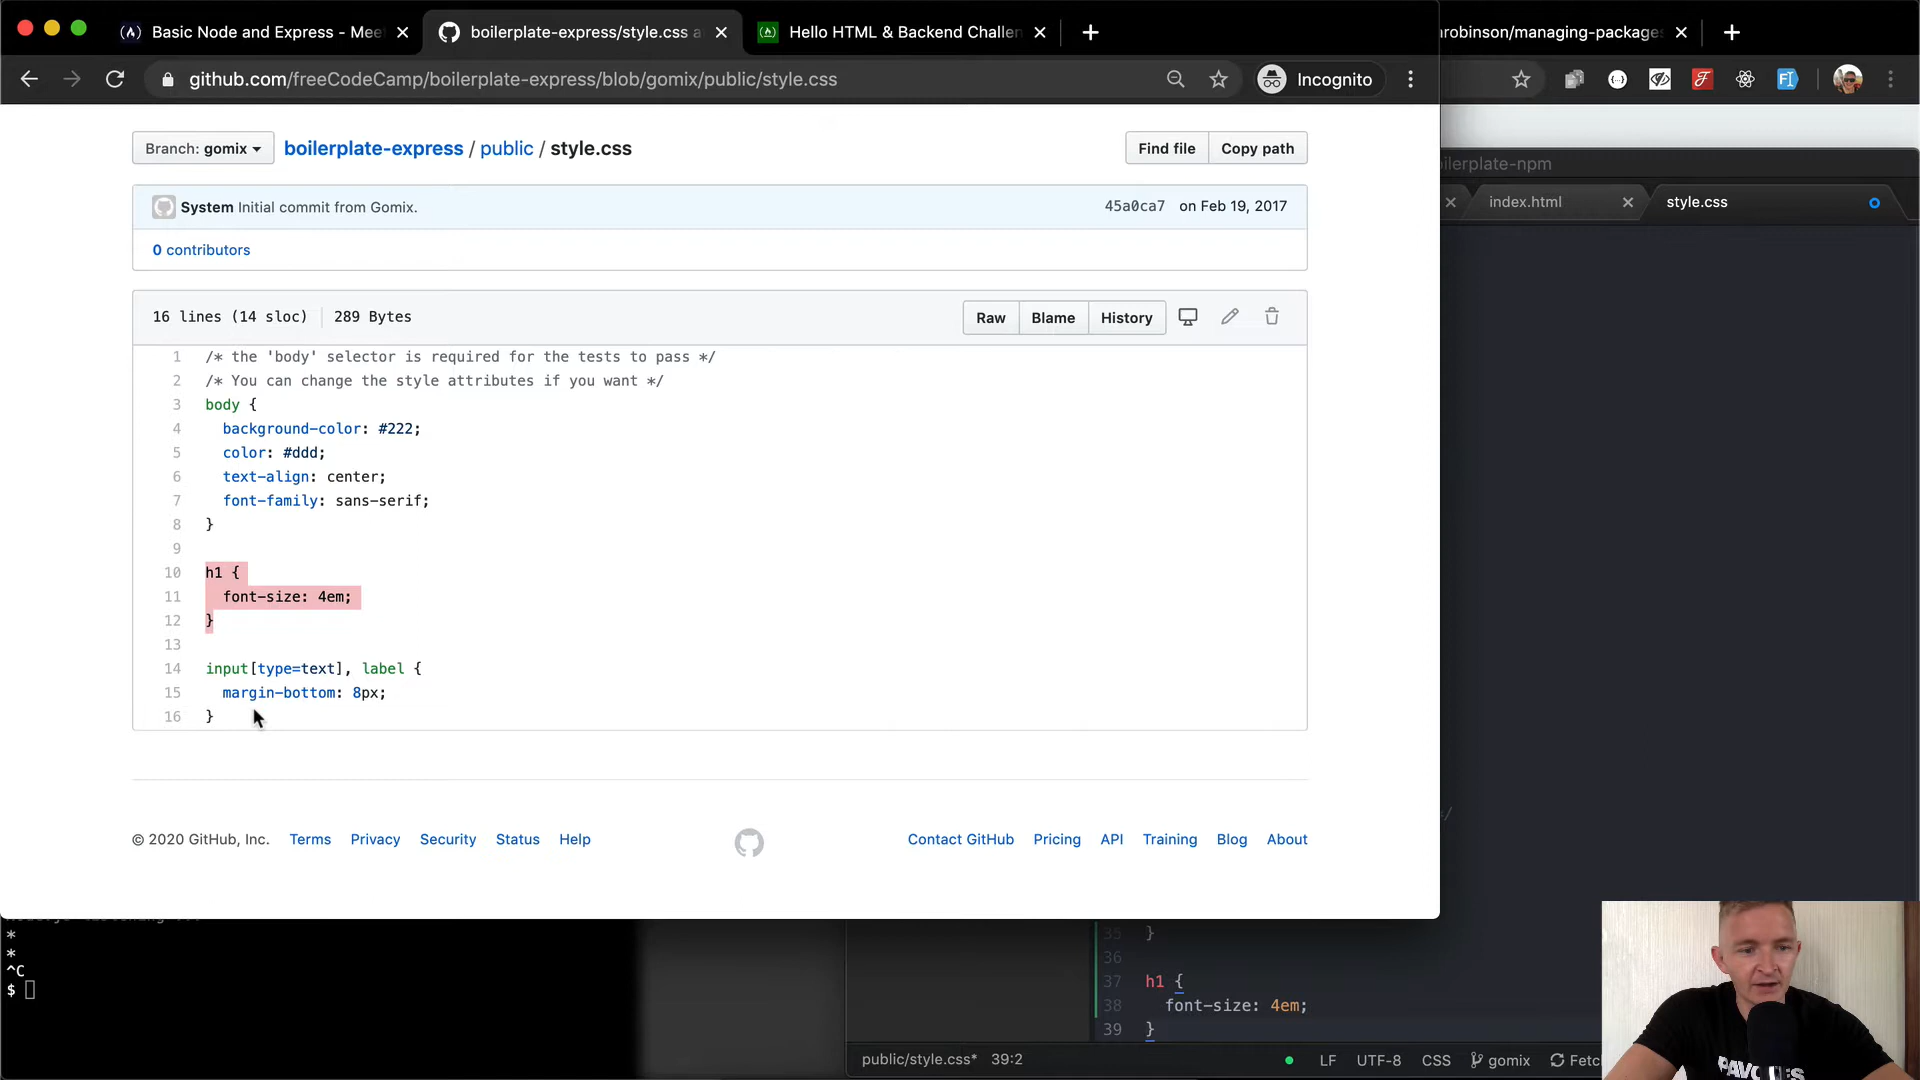 Basic Node and Express - Mee
boilerplate-express/style.css a
Hello HTML & Backend Challen
robinson/managing-packages
github.com/freeCodeCamp/boilerplate-express/blob/gomix/public/style.css
Incognito
Branch: gomix
boilerplate-express / public / style.css
Find file
Copy path
System Initial commit from Gomix.
45a0ca7 on Feb 19, 2017
0 contributors
16 lines (14 sloc)
289 Bytes
Raw
Blame
History
1 /* the 'body' selector is required for the tests to pass */
2 /* You can change the style attributes if you want */
3 body {
4 background-color: #222;
5 color: #ddd;
6 text-align: center;
7 font-family: sans-serif;
8 }
9
10 h1 {
11 font-size: 4em;
12 }
13
14 input[type=text], label {
15 margin-bottom: 8px;
16 }
© 2020 GitHub, Inc.
Terms
Privacy
Security
Status
Help
Contact GitHub
Pricing
API
Training
Blog
About
ilerplate-npm
index.html
style.css
*/
*
*
^C
$
35 }
36
37 h1 {
38 font-size: 4em;
39 }
public/style.css* 39:2
LF
UTF-8
CSS
gomix
Fetc